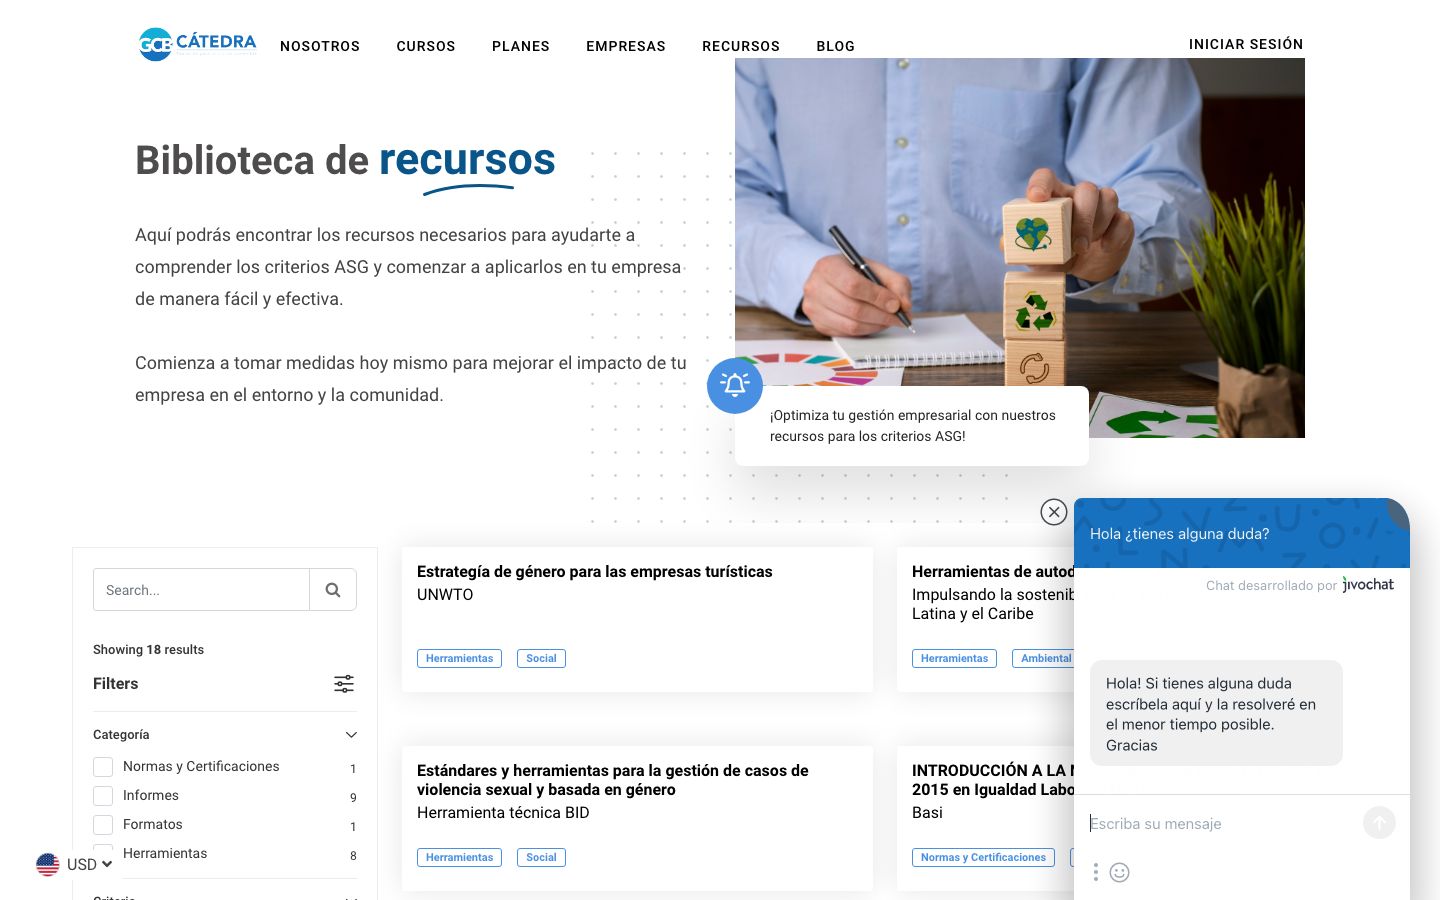 GCB CÁTEDRA
NOSOTROS
CURSOS
PLANES
EMPRESAS
RECURSOS
BLOG
INICIAR SESIÓN
Biblioteca de recursos
Aquí podrás encontrar los recursos necesarios para ayudarte a
comprender los criterios ASG y comenzar a aplicarlos en tu empresa
de manera fácil y efectiva.
Comienza a tomar medidas hoy mismo para mejorar el impacto de tu
empresa en el entorno y la comunidad.
¡Optimiza tu gestión empresarial con nuestros
recursos para los criterios ASG!
Search...
Showing 18 results
Filters
Categoría
Normas y Certificaciones 1
Informes 9
Formatos 1
Herramientas 8
USD
Estrategía de género para las empresas turísticas
UNWTO
Herramientas
Social
Herramientas de autod
Impulsando la sostenib
Latina y el Caribe
Herramientas
Ambiental
Estándares y herramientas para la gestión de casos de
violencia sexual y basada en género
Herramienta técnica BID
Herramientas
Social
INTRODUCCIÓN A LA
2015 en Igualdad Labo
Basi
Normas y Certificaciones
Hola ¿tienes alguna duda?
Chat desarrollado por jivochat
Hola! Si tienes alguna duda
escríbela aquí y la resolveré en
el menor tiempo posible.
Gracias
Escriba su mensaje